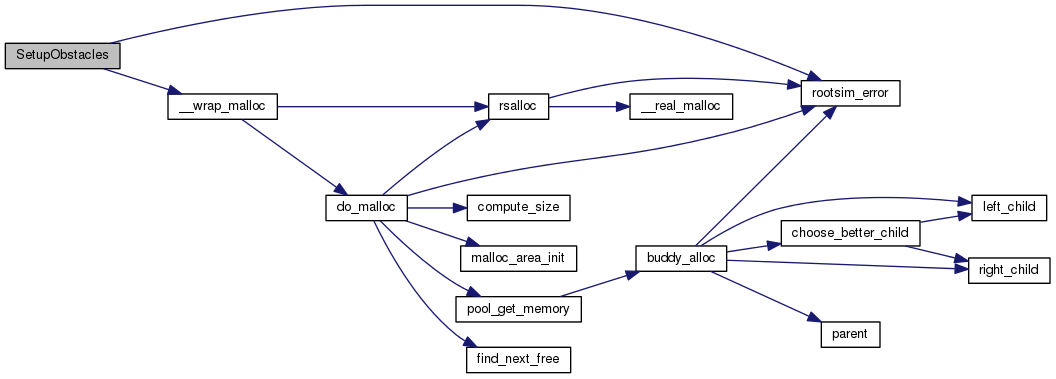 SetupObstacles
__wrap_malloc
rsalloc
__real_malloc
rootsim_error
do_malloc
compute_size
malloc_area_init
pool_get_memory
find_next_free
buddy_alloc
choose_better_child
left_child
right_child
parent